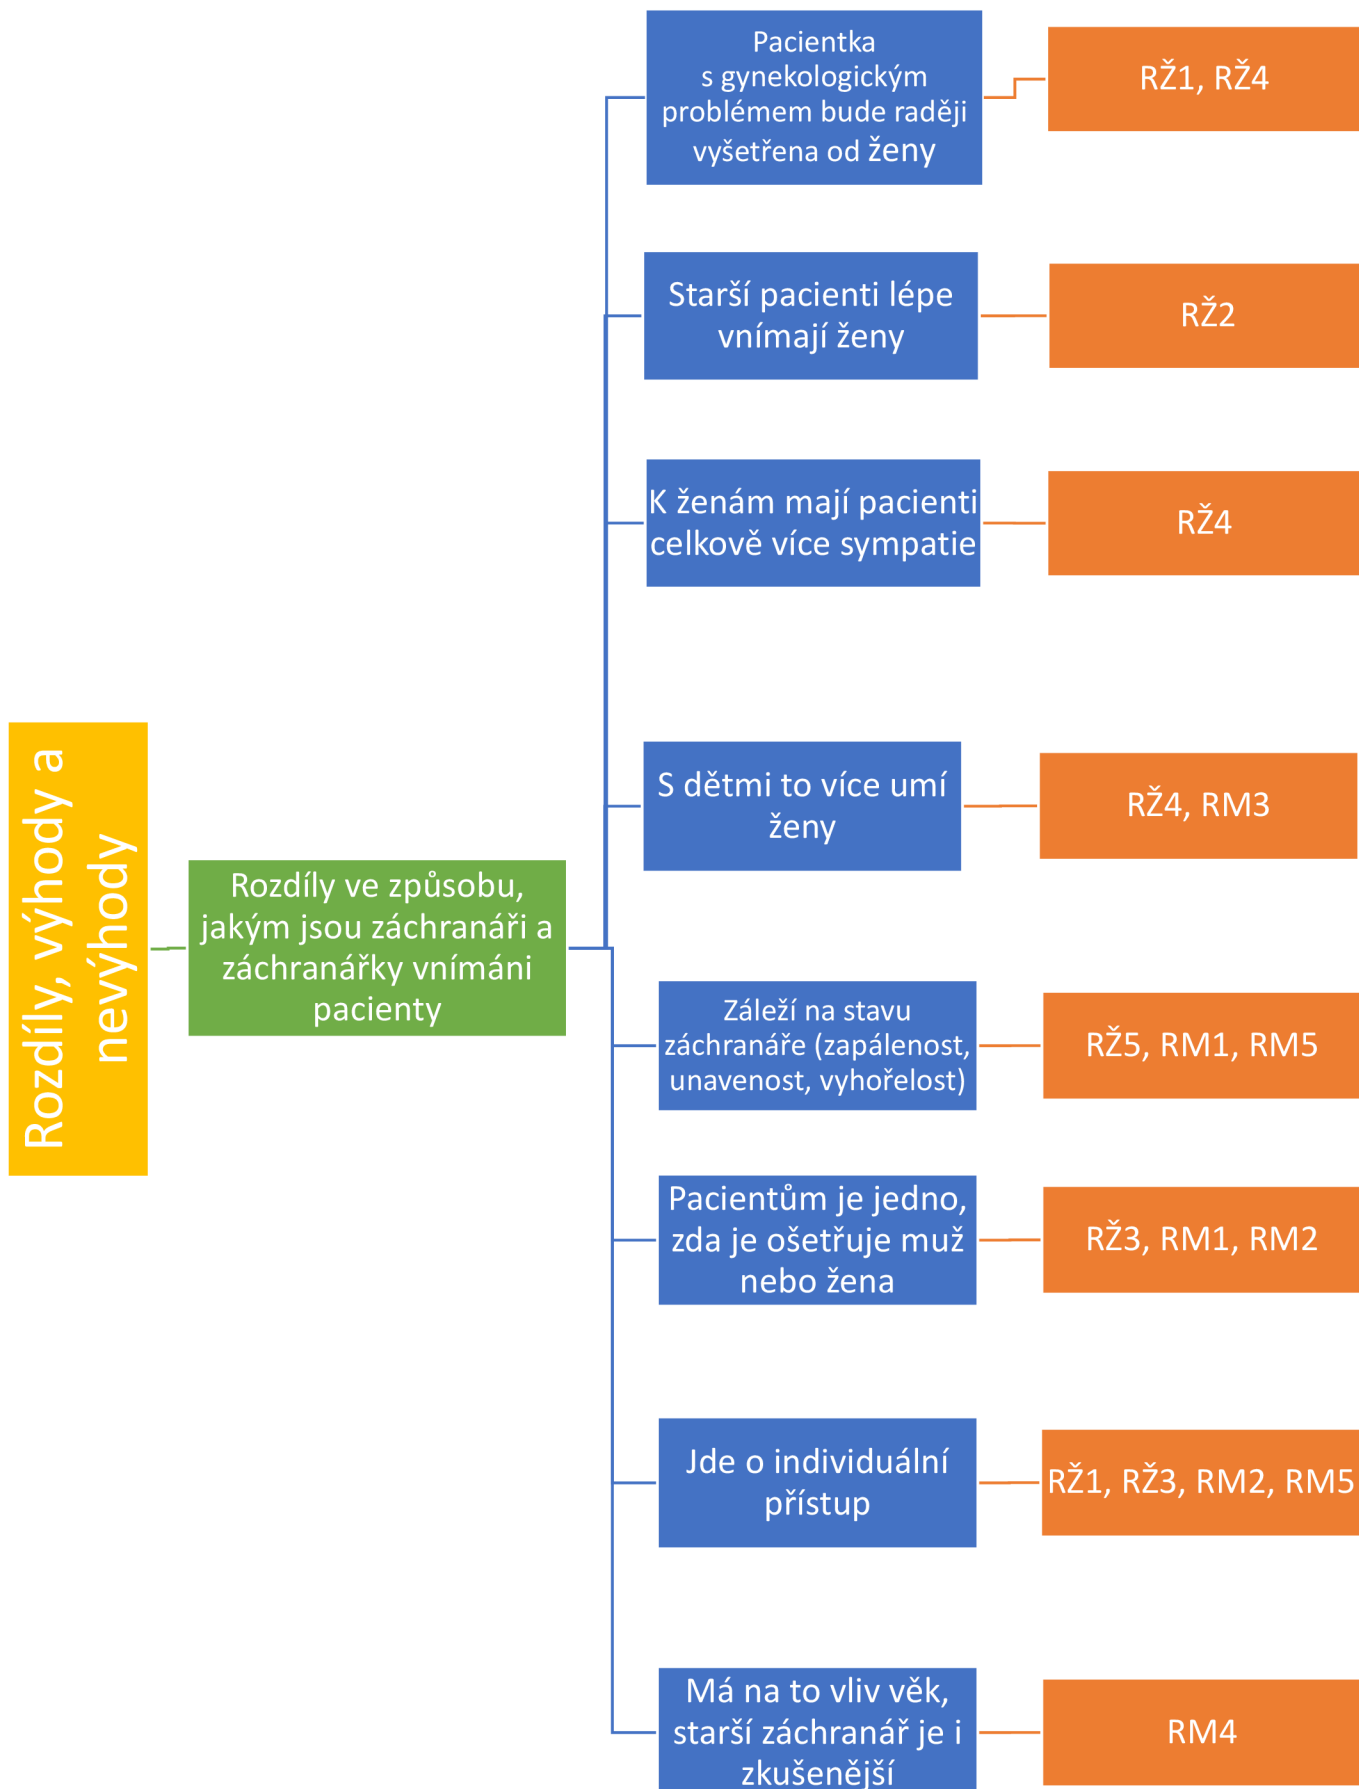 Rozdíly, výhody a
nevýhody
Rozdíly ve způsobu,
jakým jsou záchranáři a
záchranářky vnímáni
pacienty
Pacientka
s gynekologickým
problémem bude raději
vyšetřena od ženy
RŽ1, RŽ4
Starší pacienti lépe
vnímají ženy
RŽ2
K ženám mají pacienti
celkově více sympatie
RŽ4
S dětmi to více umí
ženy
RŽ4, RM3
Záleží na stavu
záchranáře (zapálenost,
unavenost, vyhořelost)
RŽ5, RM1, RM5
Pacientům je jedno,
zda je ošetřuje muž
nebo žena
RŽ3, RM1, RM2
Jde o individuální
přístup
RŽ1, RŽ3, RM2, RM5
Má na to vliv věk,
starší záchranář je i
zkušenější
RM4